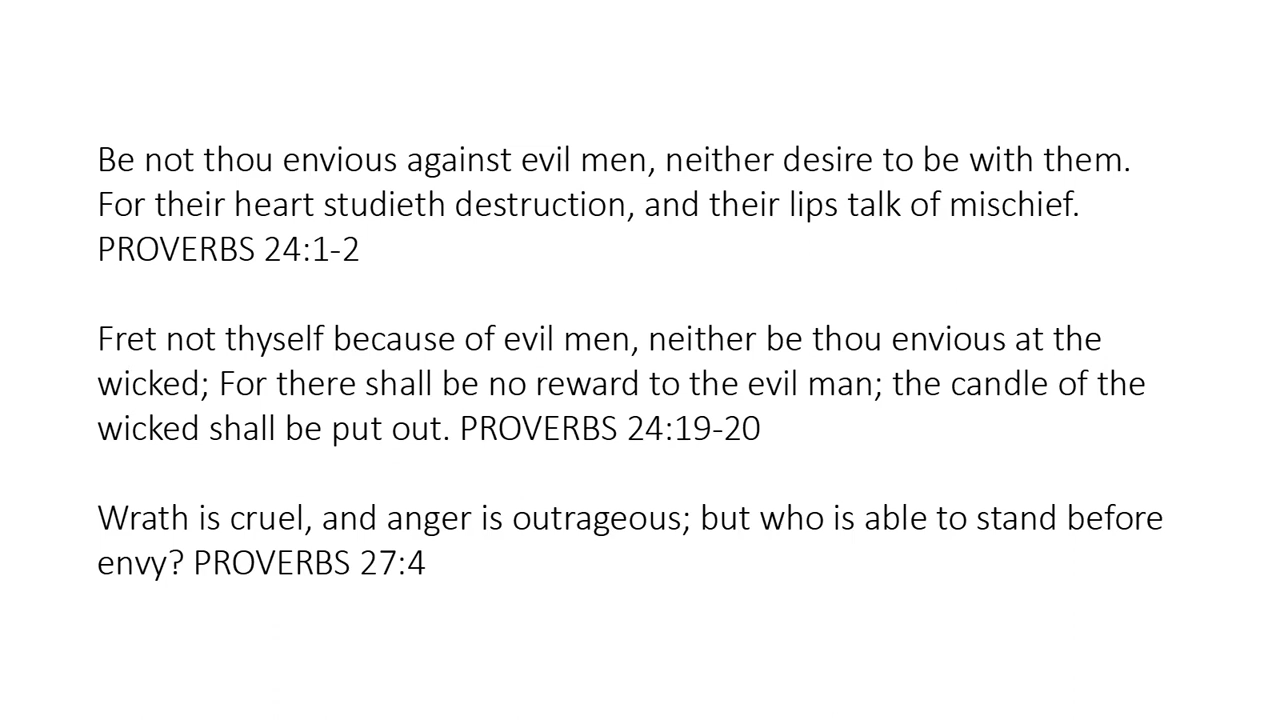 Be not thou envious against evil men, neither desire to be with them.
For their heart studieth destruction, and their lips talk of mischief.
PROVERBS 24:1-2
Fret not thyself because of evil men, neither be thou envious at the
wicked; For there shall be no reward to the evil man; the candle of the
wicked shall be put out. PROVERBS 24:19-20
Wrath is cruel, and anger is outrageous; but who is able to stand before
envy? PROVERBS 27:4